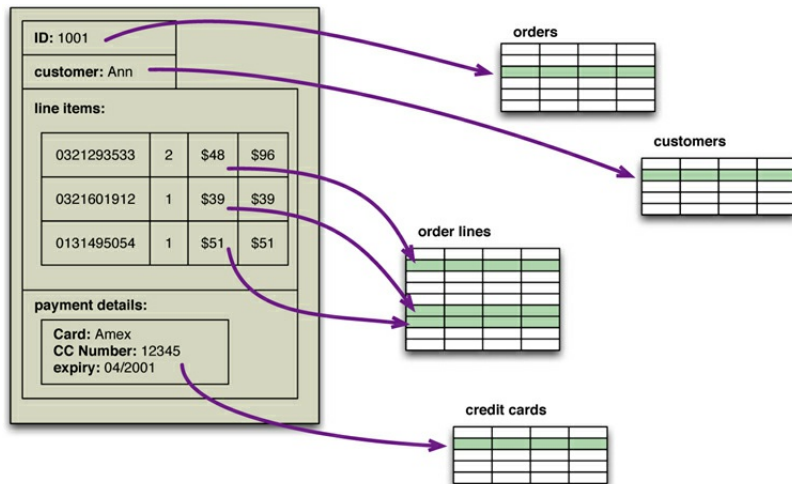 ID: 1001
customer: Ann
line items:
0321293533 2 $48 $96
0321601912 1 $39 $39
0131495054 1 $51 $51
payment details:
Card: Amex
CC Number: 12345
expiry: 04/2001
orders
customers
order lines
credit cards